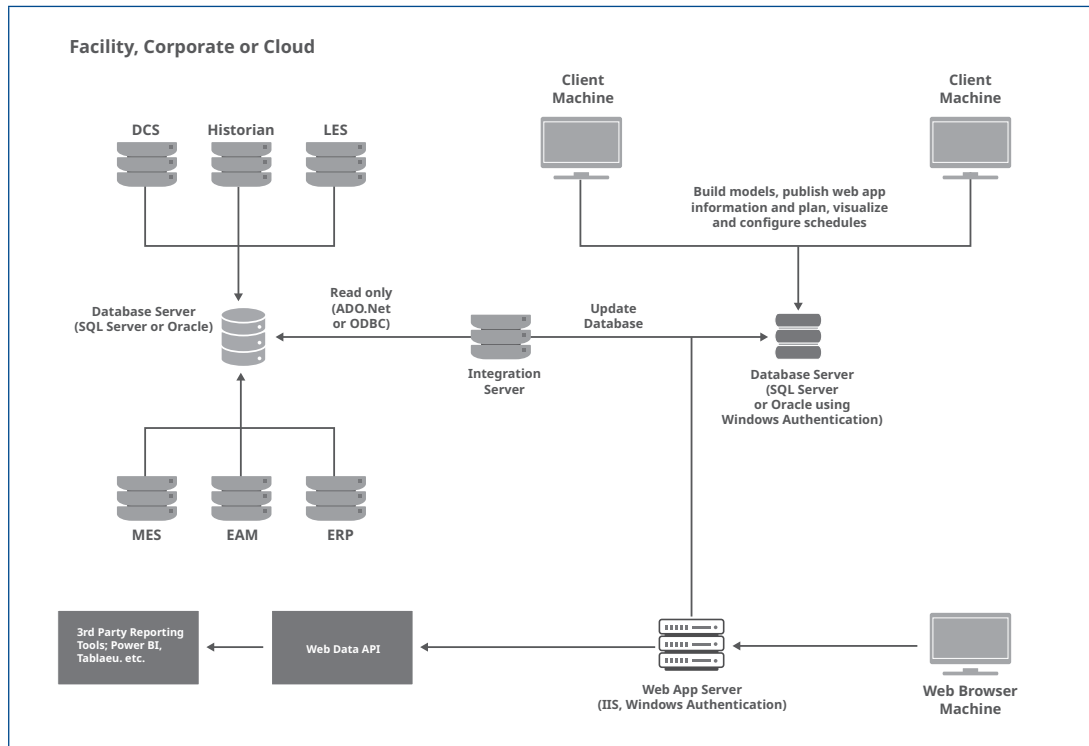 Facility, Corporate or Cloud
Client
Machine
Client
Machine
DCS
Historian
LES
Build models, publish web app
information and plan, visualize
and configure schedules
Database Server
(SQL Server or Oracle)
Read only
(ADO.Net
or ODBC)
Update
Database
Integration
Server
Database Server
(SQL Server
or Oracle using
Windows Authentication)
MES
EAM
ERP
3rd Party Reporting
Tools; Power BI,
Tablaeu. etc.
Web Data API
Web App Server
(IIS, Windows Authentication)
Web Browser
Machine